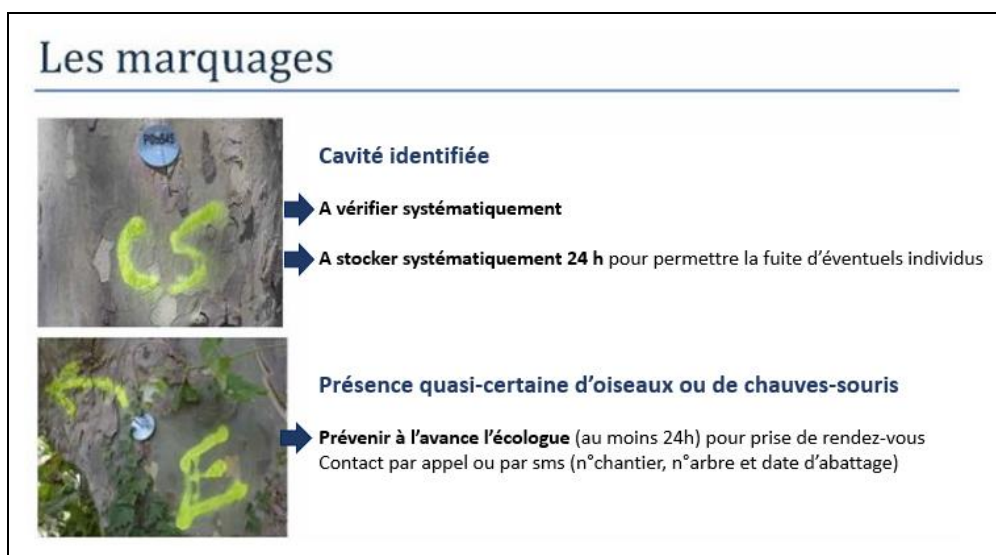 Les marquages
CS
Cavité identifiée
A vérifier systématiquement
A stocker systématiquement 24 h pour permettre la fuite d’éventuels individus
E
Présence quasi-certaine d’oiseaux ou de chauves-souris
Prévenir à l’avance l’écologue (au moins 24h) pour prise de rendez-vous
Contact par appel ou par sms (n°chantier, n°arbre et date d’abattage)